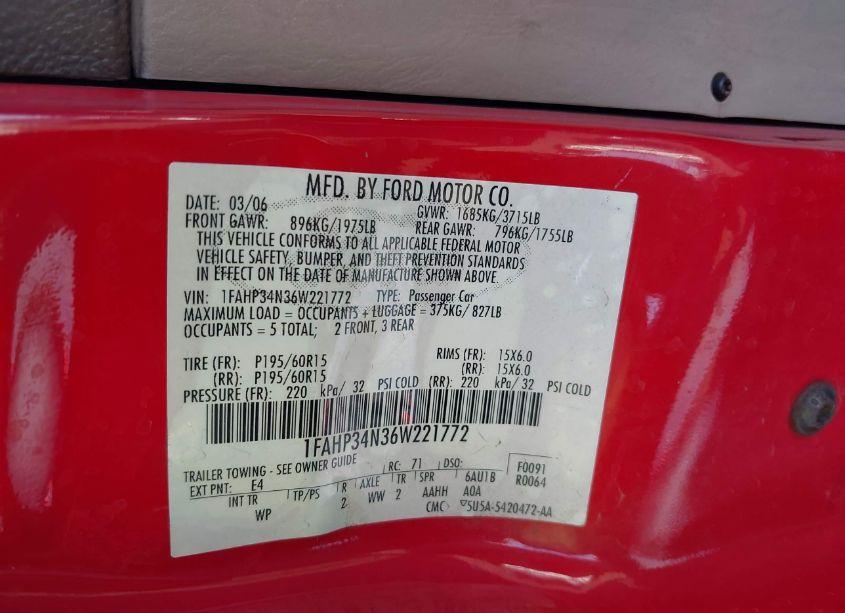 MFD. BY FORD MOTOR CO.
DATE: 03/06 GVWR: 1685KG/3715LB
FRONT GAWR: 896KG/1975LB REAR GAWR: 796KG/1755LB
THIS VEHICLE CONFORMS TO ALL APPLICABLE FEDERAL MOTOR
VEHICLE SAFETY, BUMPER, AND THEFT PREVENTION STANDARDS
IN EFFECT ON THE DATE OF MANUFACTURE SHOWN ABOVE.
VIN: 1FAHP34N36W221772 TYPE: Passenger Car
MAXIMUM LOAD = OCCUPANTS + LUGGAGE = 375KG/ 827LB
OCCUPANTS = 5 TOTAL; 2 FRONT, 3 REAR
TIRE (FR): P195/60R15 RIMS (FR): 15X6.0
(RR): P195/60R15 (RR): 15X6.0
PRESSURE (FR): 220 kPa/ 32 PSI COLD (RR): 220 kPa/ 32 PSI COLD
1FAHP34N36W221772
TRAILER TOWING - SEE OWNER GUIDE RC: 71 DSO: F0091
EXT PNT: E4 6AU1B R0064
INT TR TP/PS R AXLE TR SPR A0A
WP 2 WW 2 AAHH
CMC ▽5U5A-5420472-AA